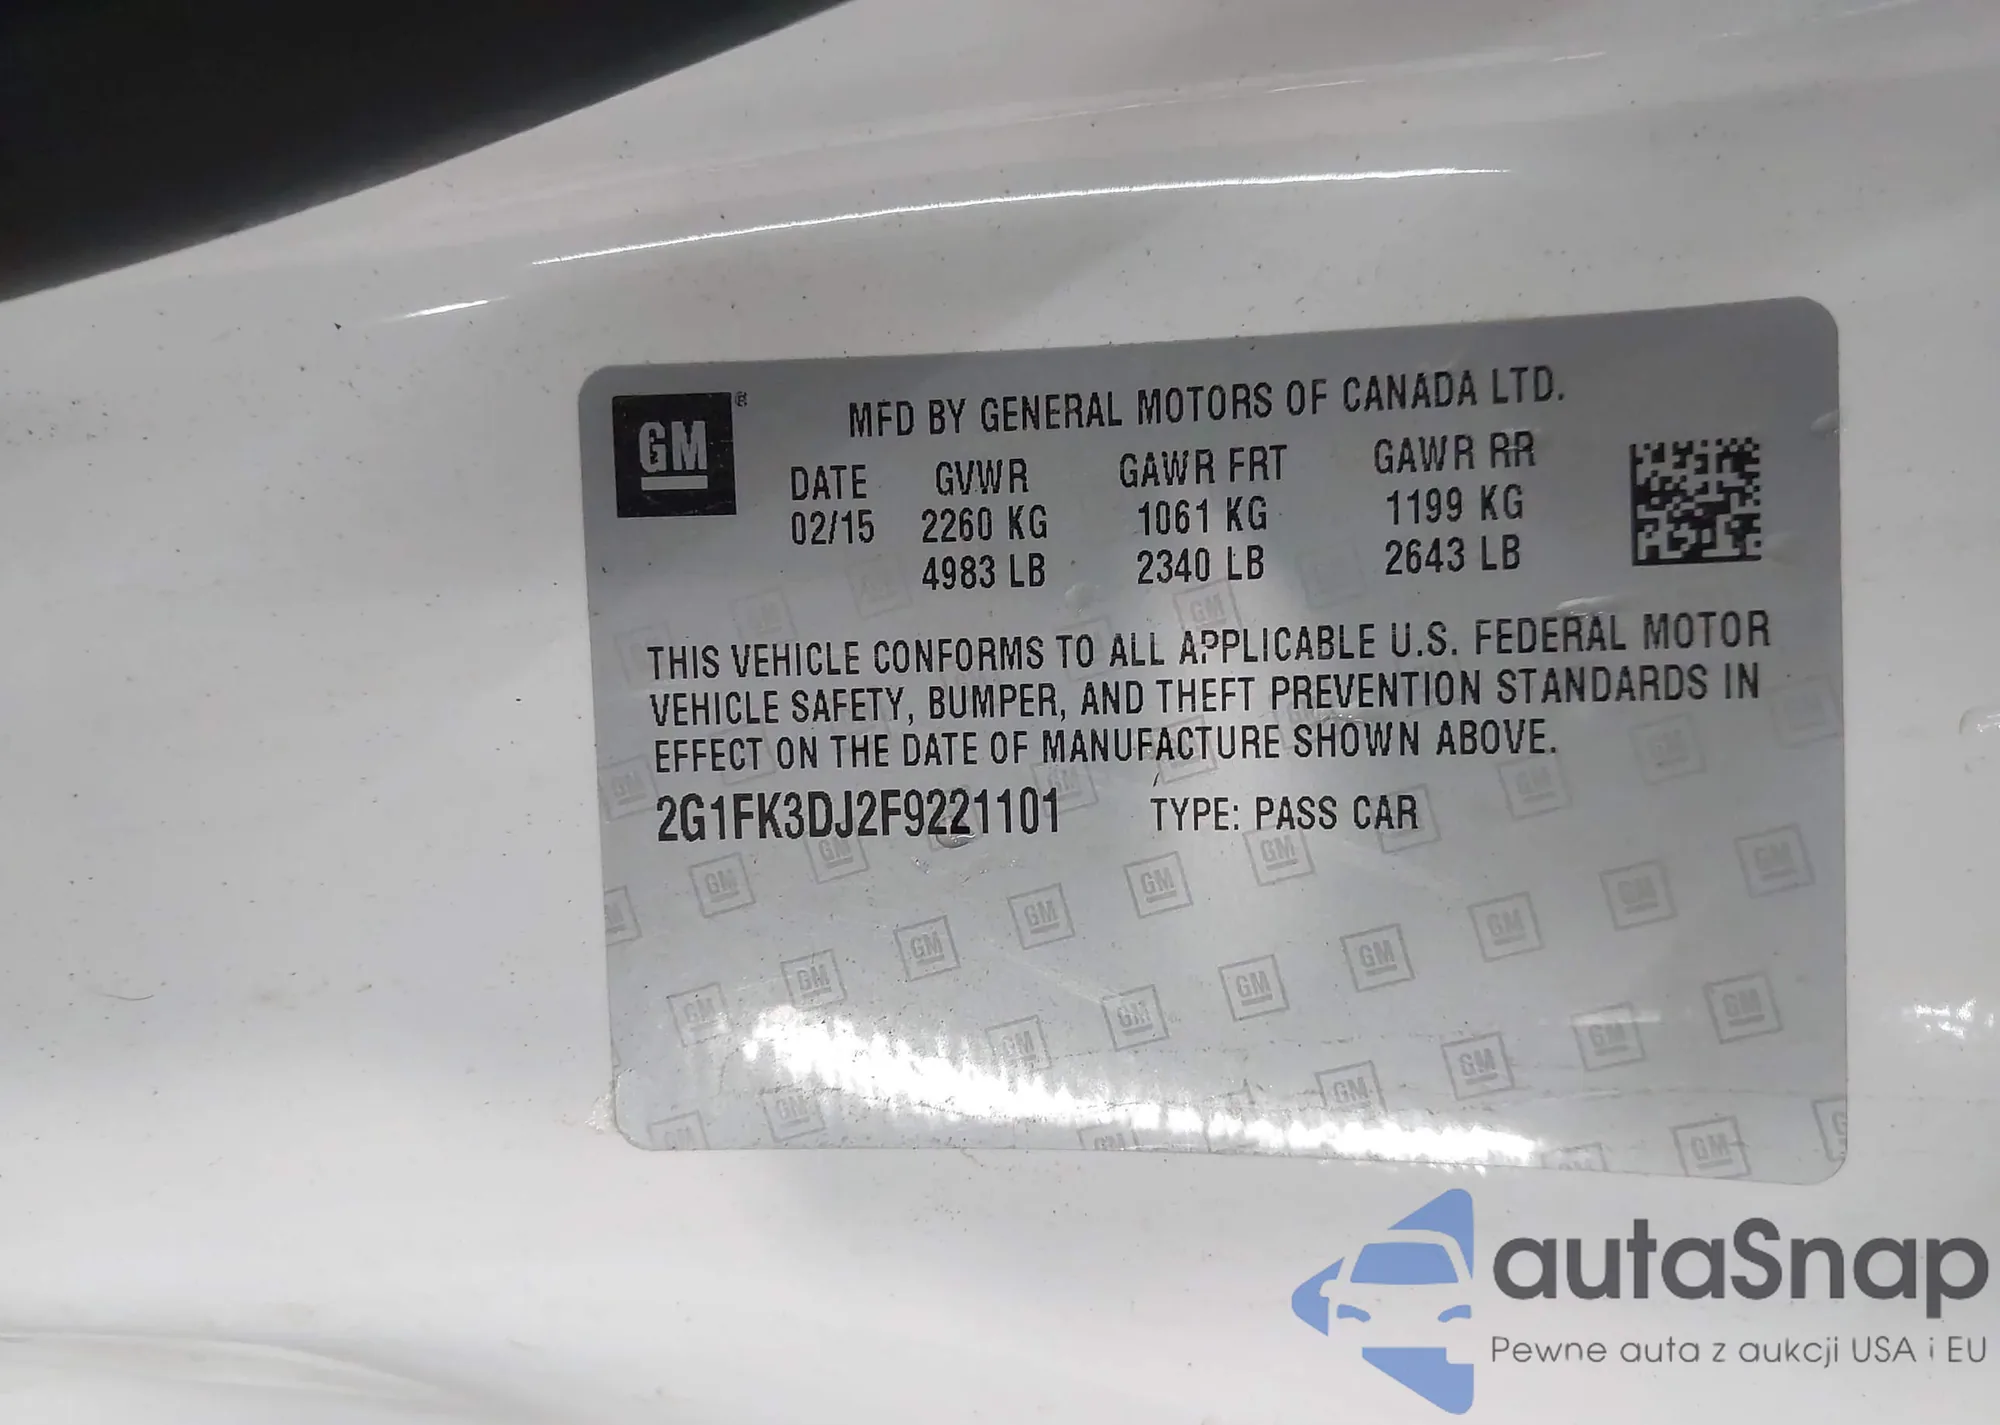 GM ®
MFD BY GENERAL MOTORS OF CANADA LTD.
DATE GVWR GAWR FRT GAWR RR
02/15 2260 KG 1061 KG 1199 KG
4983 LB 2340 LB 2643 LB
THIS VEHICLE CONFORMS TO ALL APPLICABLE U.S. FEDERAL MOTOR
VEHICLE SAFETY, BUMPER, AND THEFT PREVENTION STANDARDS IN
EFFECT ON THE DATE OF MANUFACTURE SHOWN ABOVE.
2G1FK3DJ2F9221101 TYPE: PASS CAR
autaSnap
Pewne auta z aukcji USA i EU